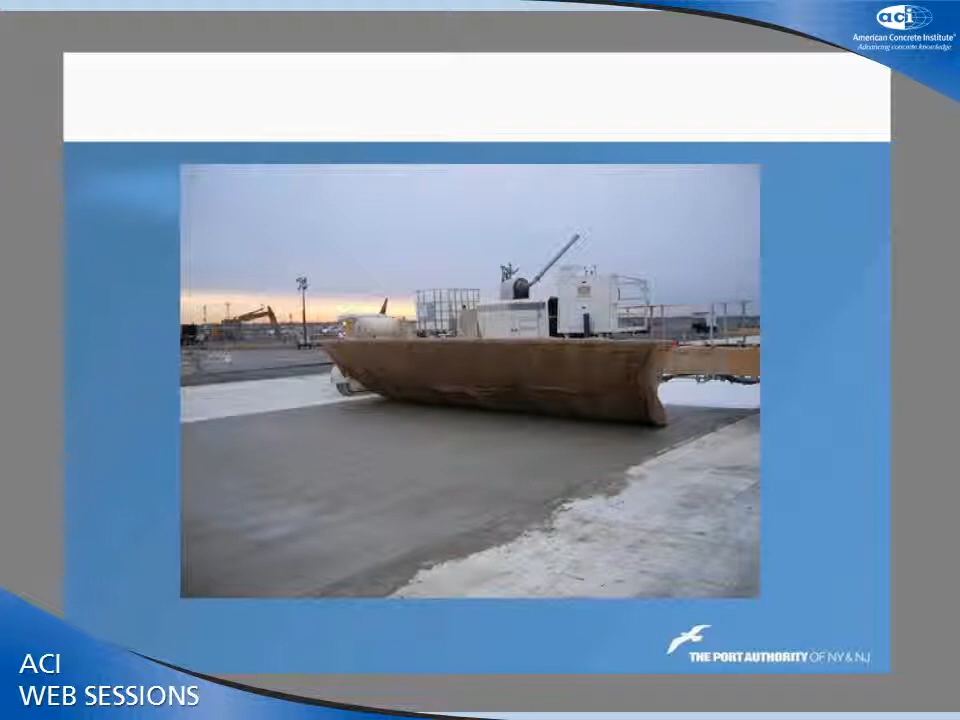 aci
American Concrete Institute®
Advancing concrete knowledge
THE PORT AUTHORITY OF NY & NJ
ACI
WEB SESSIONS